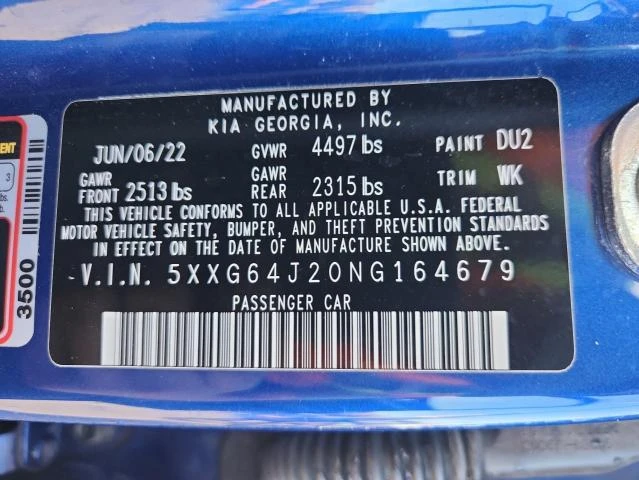 MANUFACTURED BY
KIA GEORGIA, INC.
JUN/06/22 GVWR 4497 lbs PAINT DU2
GAWR FRONT 2513 lbs GAWR REAR 2315 lbs TRIM WK
THIS VEHICLE CONFORMS TO ALL APPLICABLE U.S.A. FEDERAL
MOTOR VEHICLE SAFETY, BUMPER, AND THEFT PREVENTION STANDARDS
IN EFFECT ON THE DATE OF MANUFACTURE SHOWN ABOVE.
V.I.N. 5XXG64J20NG164679
PASSENGER CAR
3
3500